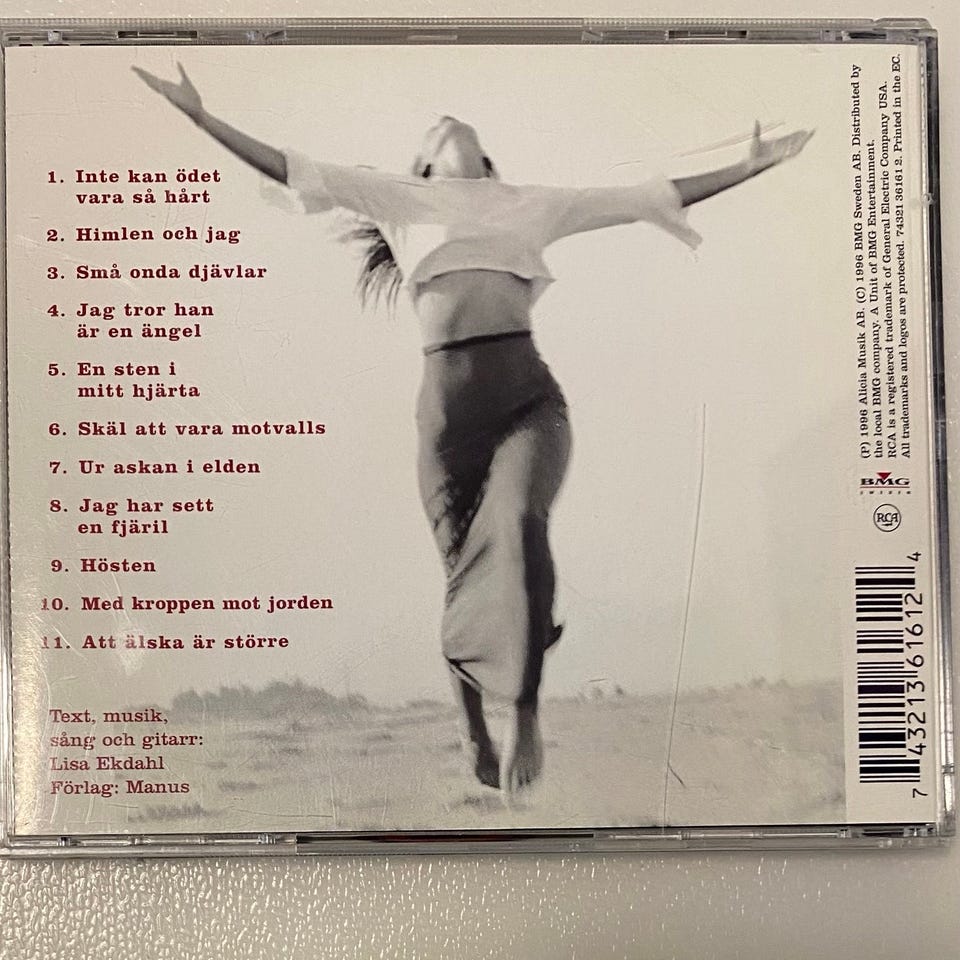 1. Inte kan ödet
vara så hårt
2. Himlen och jag
3. Små onda djävlar
4. Jag tror han
är en ängel
5. En sten i
mitt hjärta
6. Skäl att vara motvalls
7. Ur askan i elden
8. Jag har sett
en fjäril
9. Hösten
10. Med kroppen mot jorden
11. Att älska är större
Text, musik,
sång och gitarr:
Lisa Ekdahl
Förlag: Manus
(P) 1996 Alicia Musik AB. (C) 1996 BMG Sweden AB. Distributed by
the local BMG company. A Unit of BMG Entertainment.
RCA is a registered trademark of General Electric Company USA.
All trademarks and logos are protected. 74321 36161 2. Printed in the EC.
BMG
SWEDEN
RCA
7 43213 61612 4